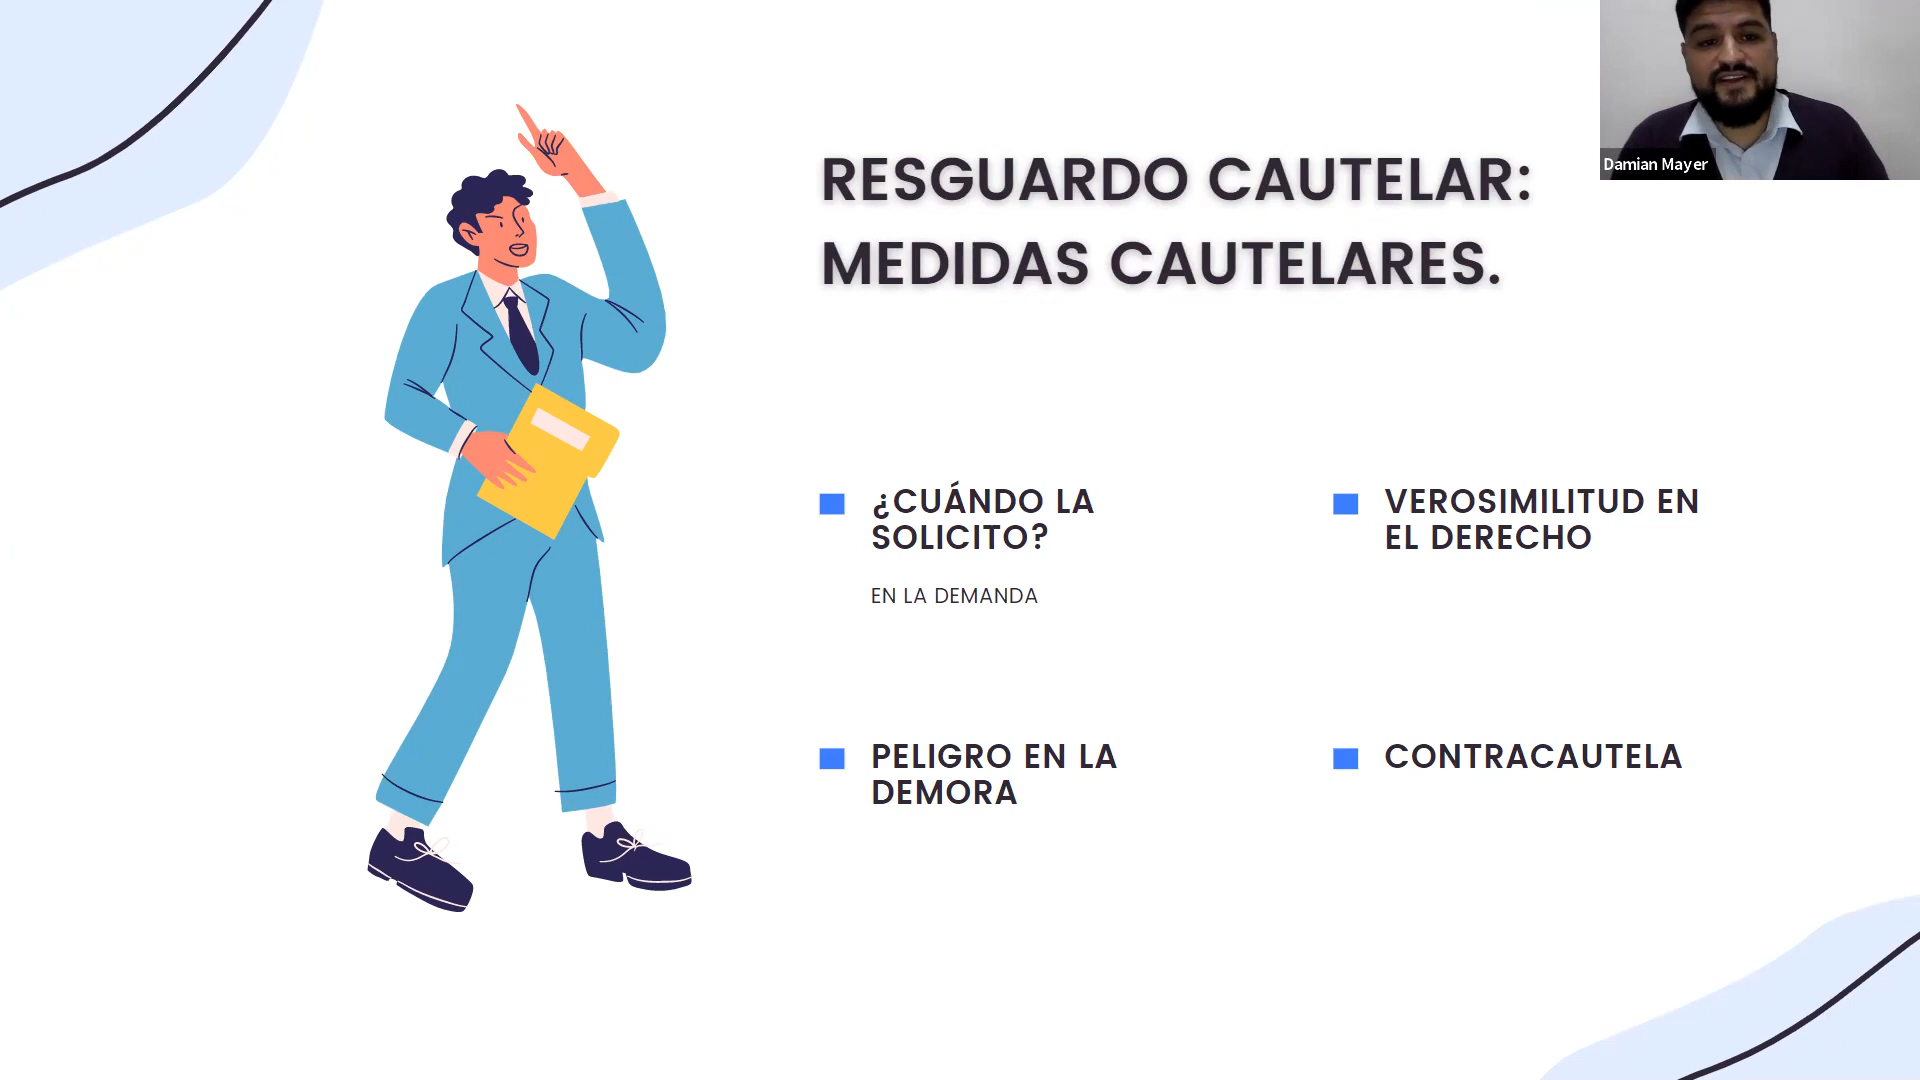 Damian Mayer
RESGUARDO CAUTELAR:
MEDIDAS CAUTELARES.
¿CUÁNDO LA
SOLICITO?
EN LA DEMANDA
VEROSIMILITUD EN
EL DERECHO
PELIGRO EN LA
DEMORA
CONTRACAUTELA